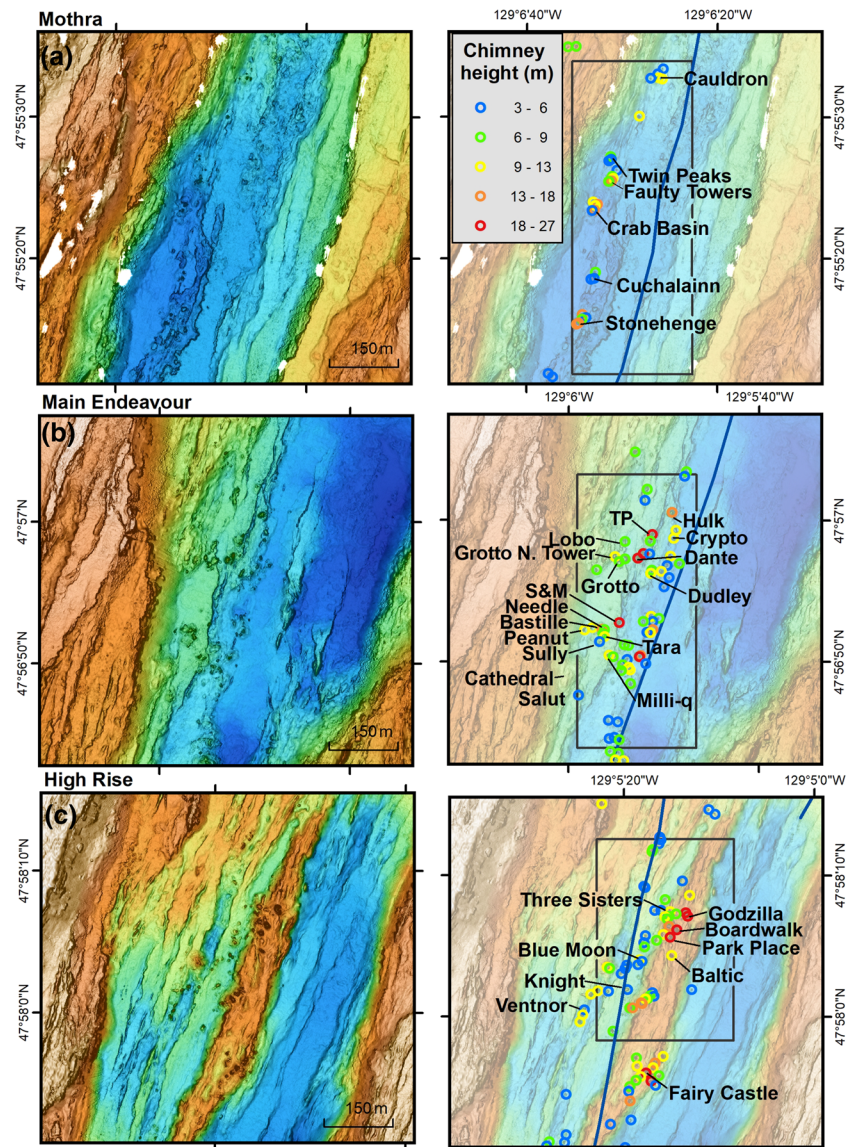 Mothra
(a)
150 m
47°55'30"N
47°55'20"N
129°6'40"W
129°6'20"W
Chimney
height (m)
3 - 6
6 - 9
9 - 13
13 - 18
18 - 27
Cauldron
Twin Peaks
Faulty Towers
Crab Basin
Cuchalainn
Stonehenge
47°55'30"N
47°55'20"N
Main Endeavour
(b)
150 m
47°57'N
47°56'50"N
129°6'W
129°5'40"W
TP
Hulk
Lobo
Crypto
Grotto N. Tower
Dante
Grotto
S&M
Dudley
Needle
Bastille
Peanut
Tara
Sully
Cathedral
Salut
Milli-q
47°57'N
47°56'50"N
High Rise
(c)
150 m
47°58'10"N
47°58'0"N
129°5'20"W
129°5'0"W
Three Sisters
Godzilla
Boardwalk
Park Place
Blue Moon
Baltic
Knight
Ventnor
Fairy Castle
47°58'10"N
47°58'0"N